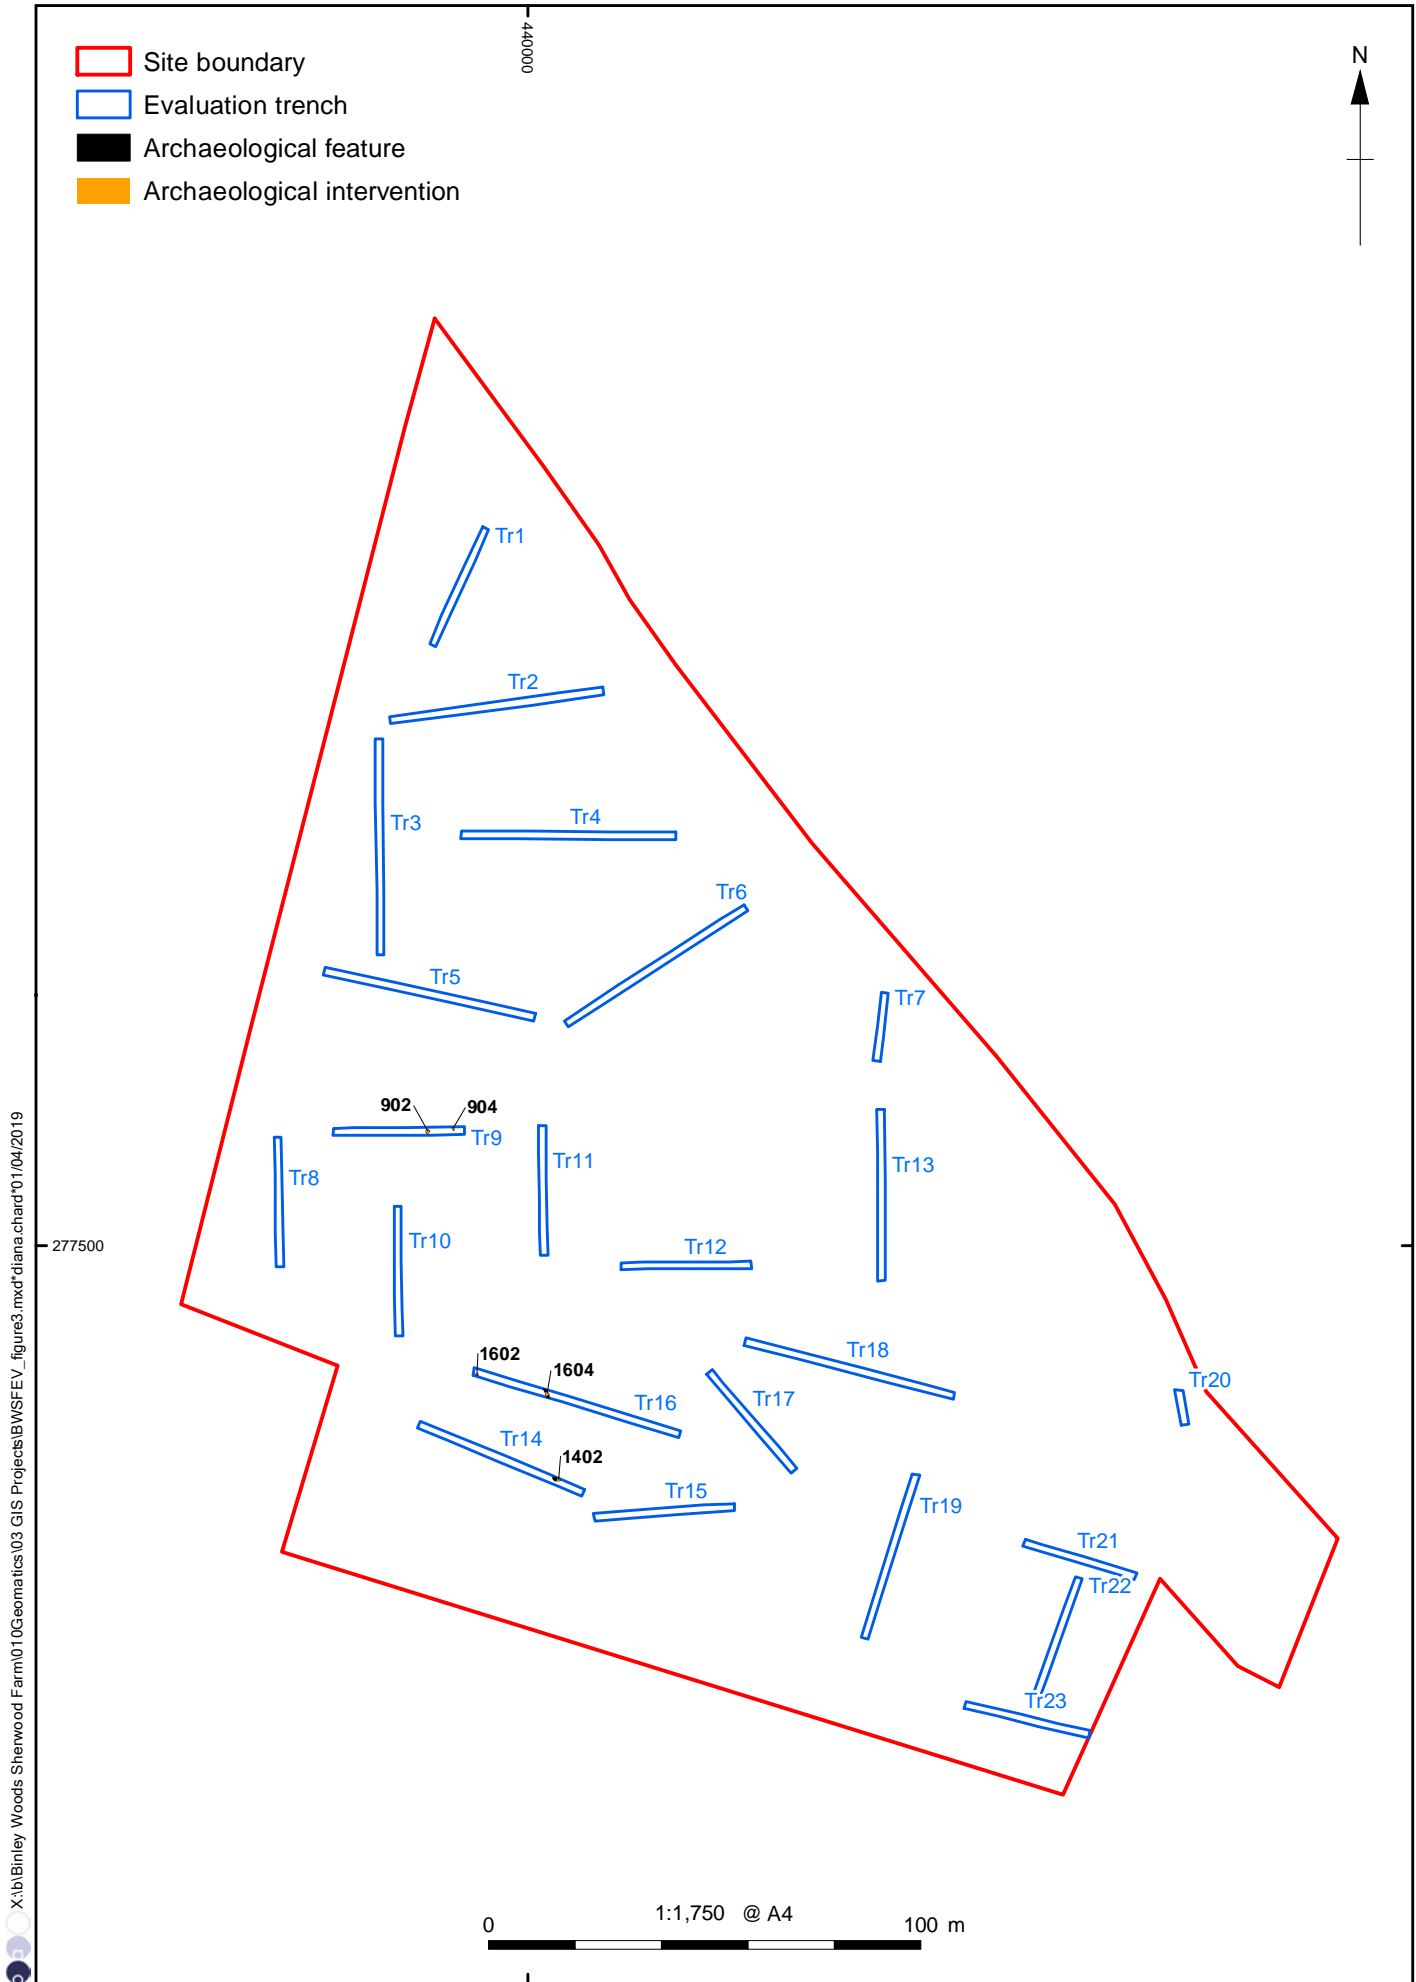 440000
Site boundary
Evaluation trench
Archaeological feature
Archaeological intervention
N
Tr1
Tr2
Tr3
Tr4
Tr6
Tr5
Tr7
902
904
Tr9
Tr11
Tr13
Tr8
Tr10
Tr12
277500
1602
1604
Tr18
Tr20
Tr16
Tr17
Tr14
1402
Tr15
Tr19
Tr21
Tr22
Tr23
0
1:1,750 @ A4
100 m
X:\b\Binley Woods Sherwood Farm\010Geomatics\03 GIS Projects\BWSFEV_figure3.mxd*diana.chard*01/04/2019